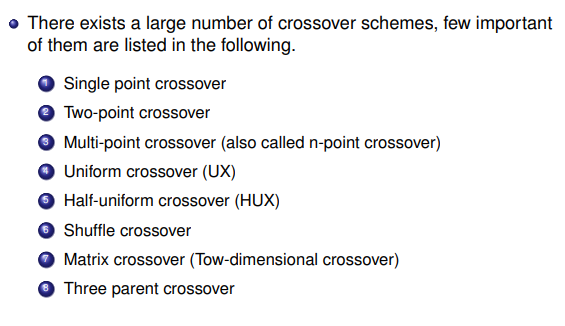 There exists a large number of crossover schemes, few important
of them are listed in the following.
1 Single point crossover
2 Two-point crossover
3 Multi-point crossover (also called n-point crossover)
4 Uniform crossover (UX)
5 Half-uniform crossover (HUX)
6 Shuffle crossover
7 Matrix crossover (Tow-dimensional crossover)
8 Three parent crossover